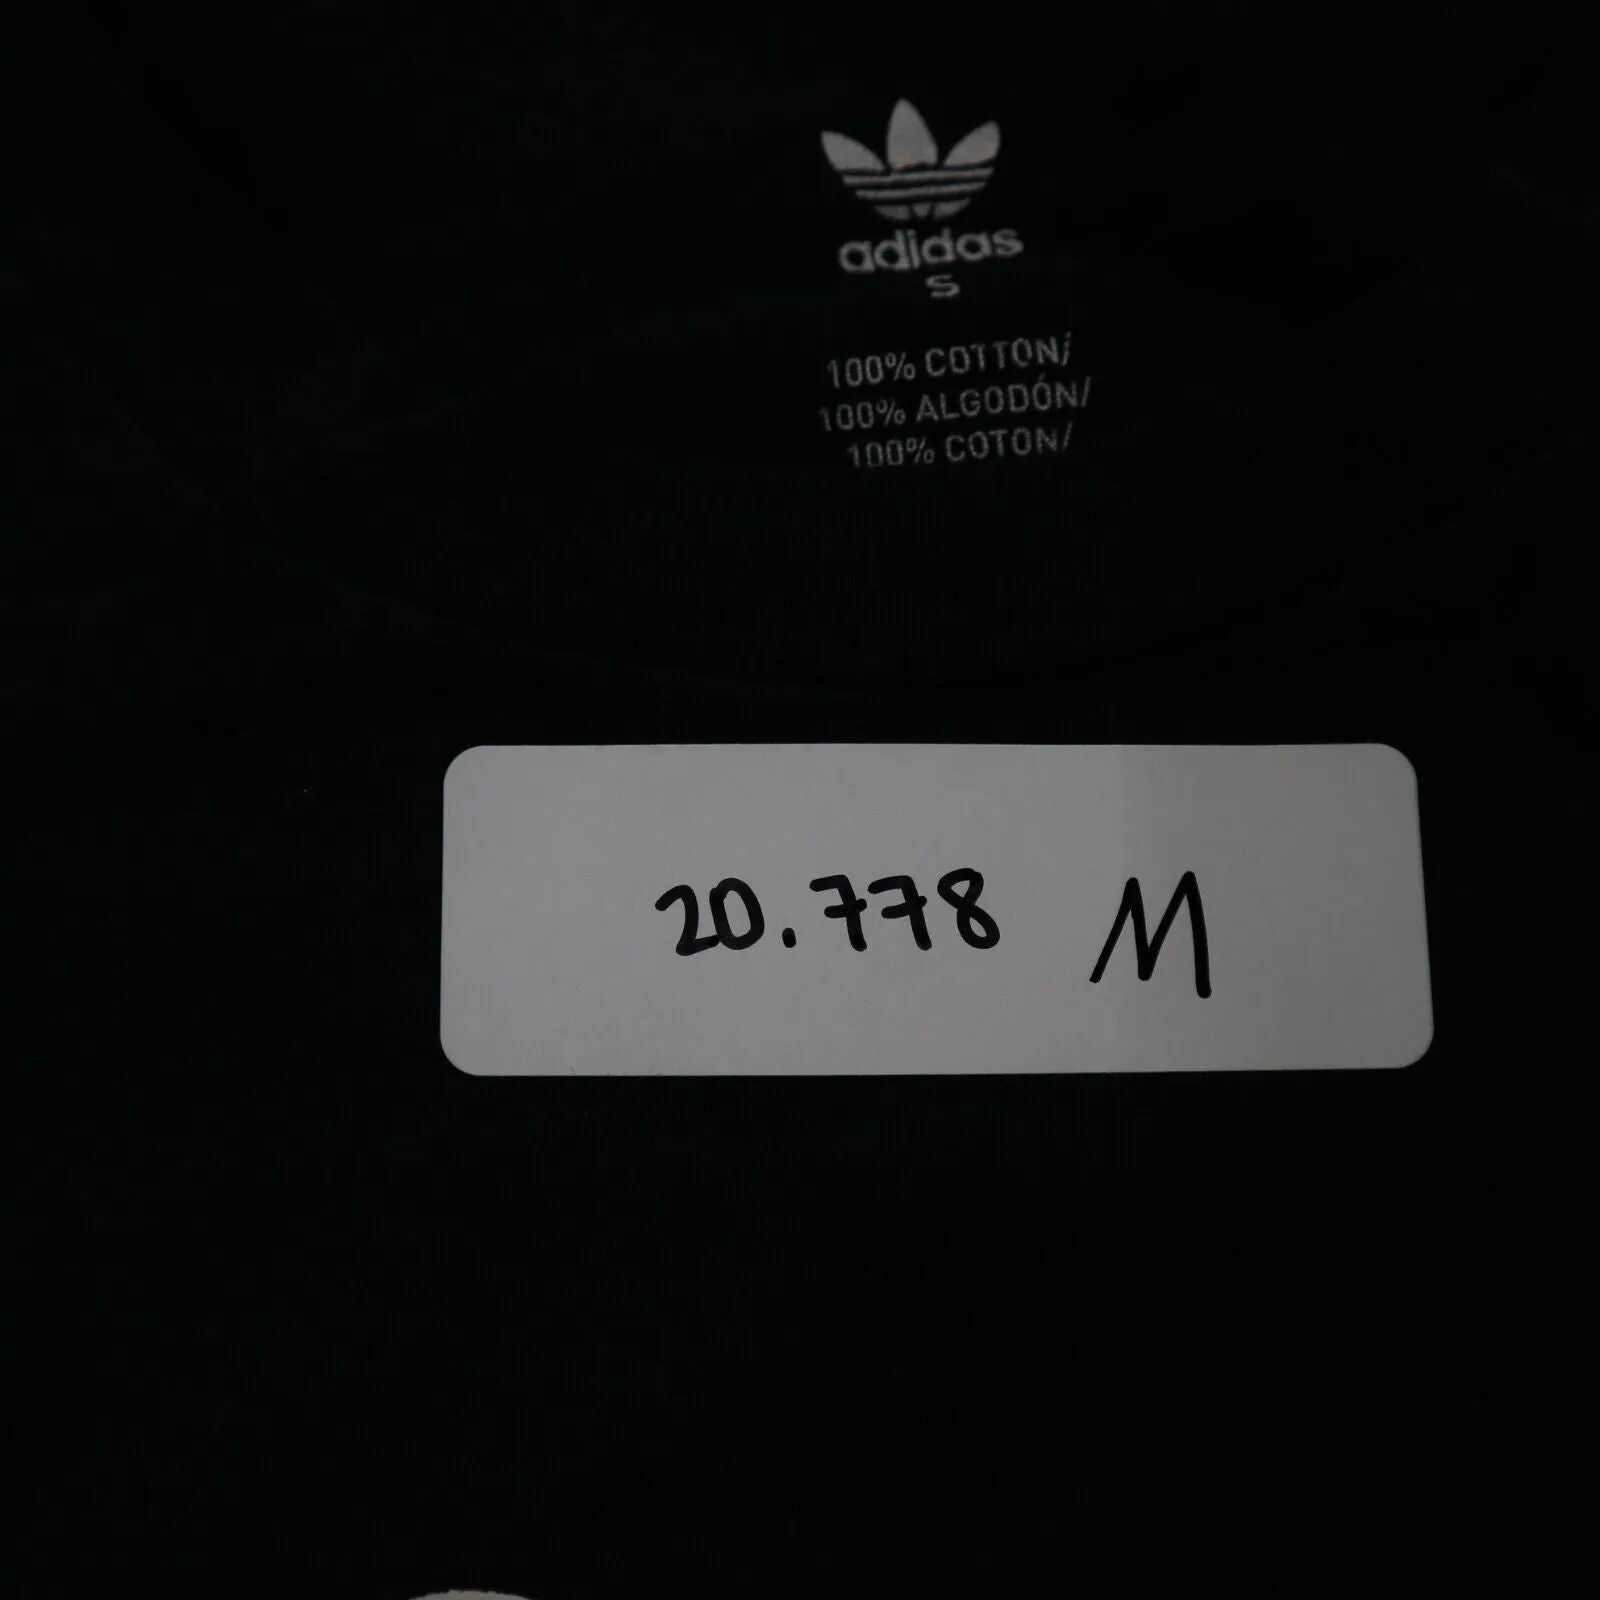 adidas
S
100% COTTON/
100% ALGODÓN/
100% COTON/
20.778 M